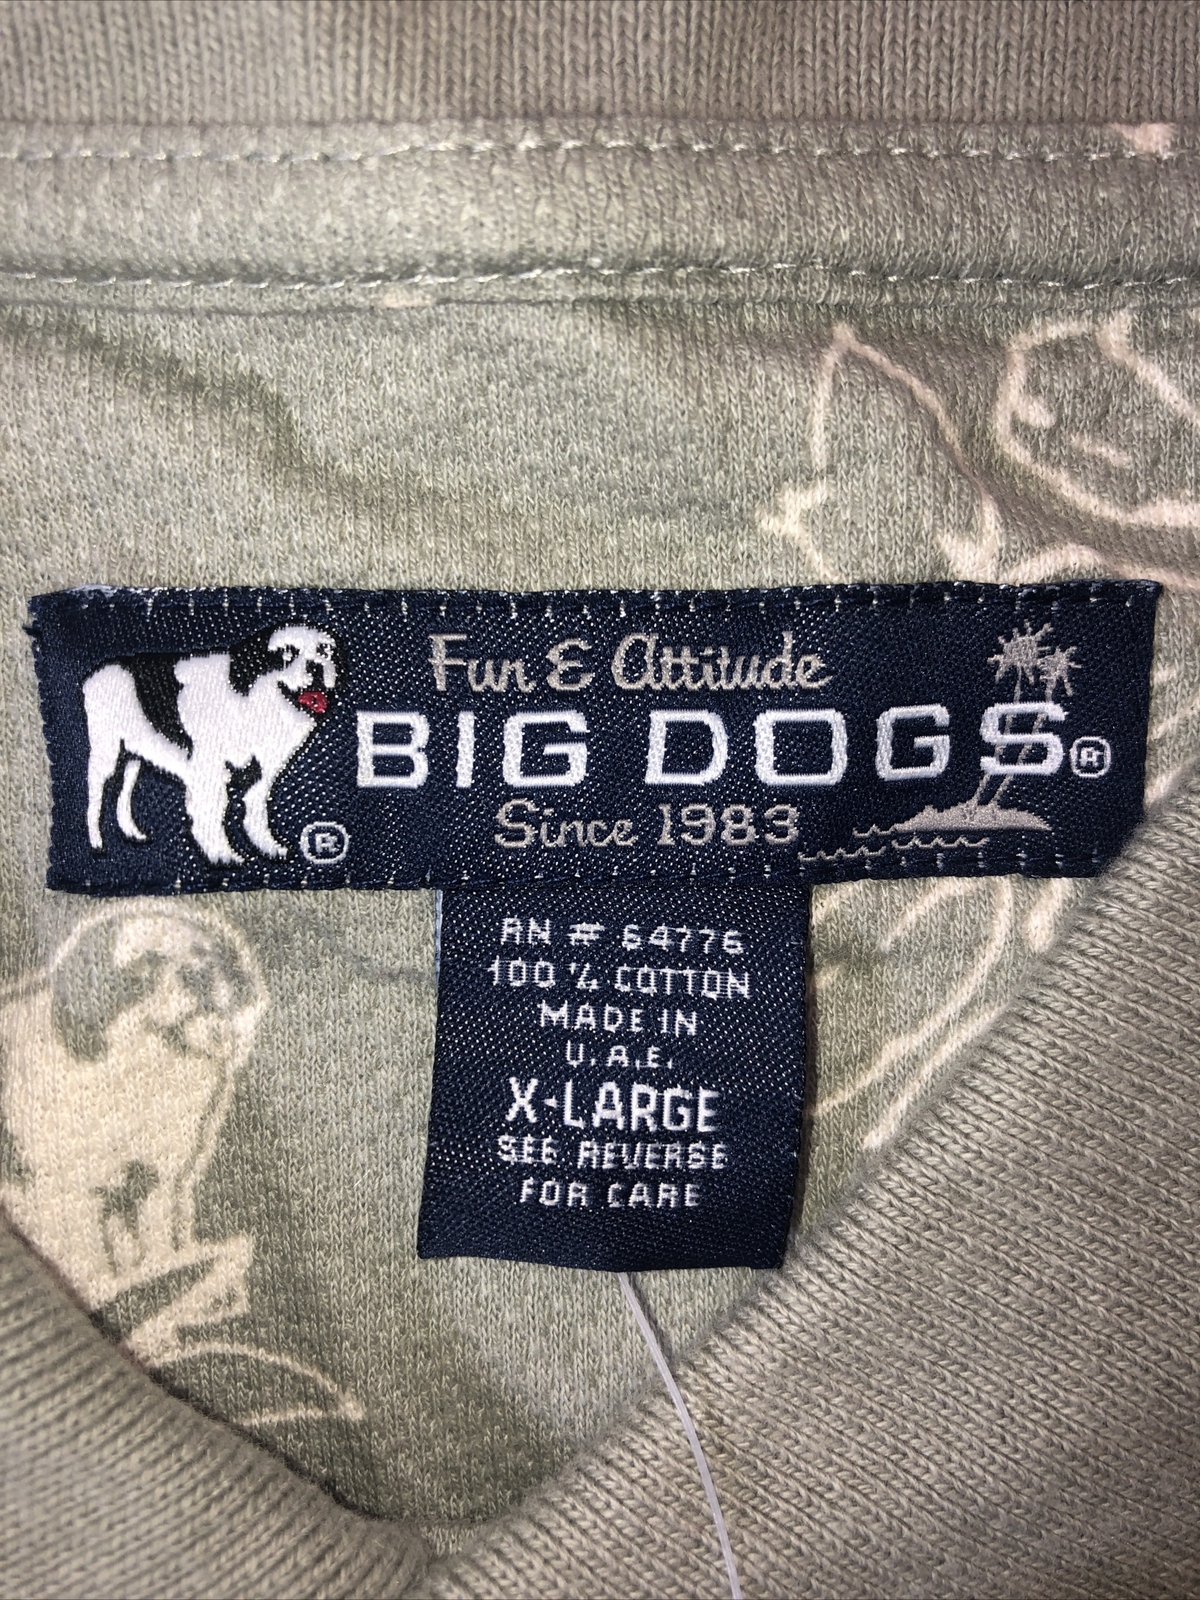 Fun & Attitude
BIG DOGS®
Since 1983
®
RN # 64776
100% COTTON
MADE IN
U.A.E.
X-LARGE
SEE REVERSE
FOR CARE